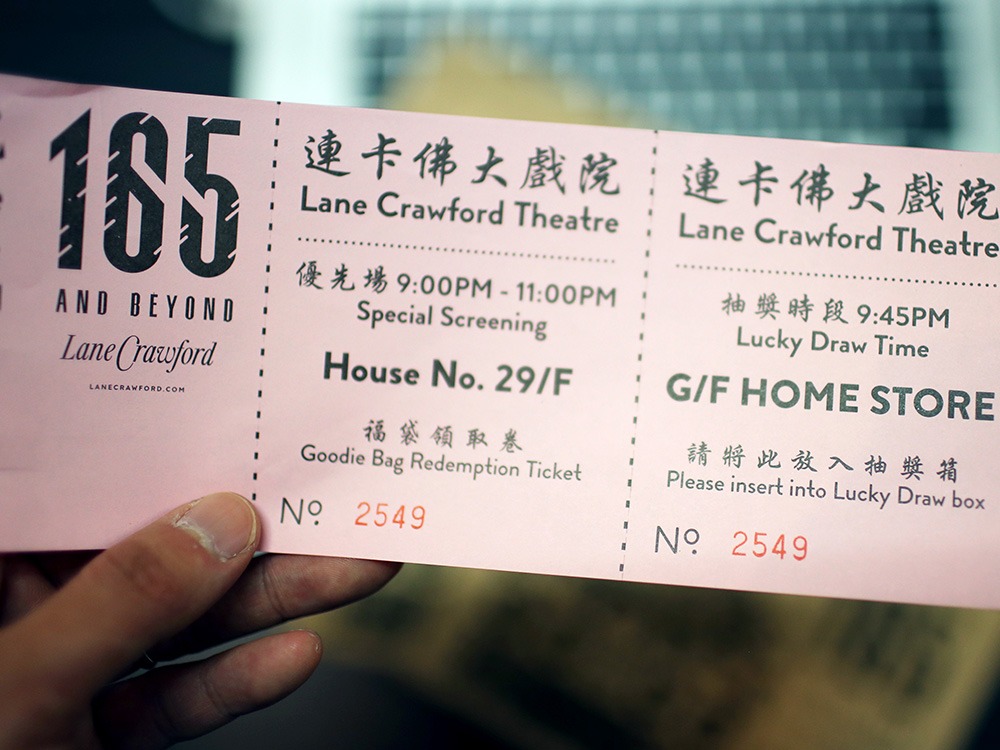 165
AND BEYOND
Lane Crawford
LANECRAWFORD.COM
連卡佛大戲院
Lane Crawford Theatre
優先場 9:00PM - 11:00PM
Special Screening
House No. 29/F
福袋領取卷
Goodie Bag Redemption Ticket
Nº 2549
連卡佛大戲院
Lane Crawford Theatre
抽獎時段 9:45PM
Lucky Draw Time
G/F HOME STORE
請將此放入抽獎箱
Please insert into Lucky Draw box
Nº 2549